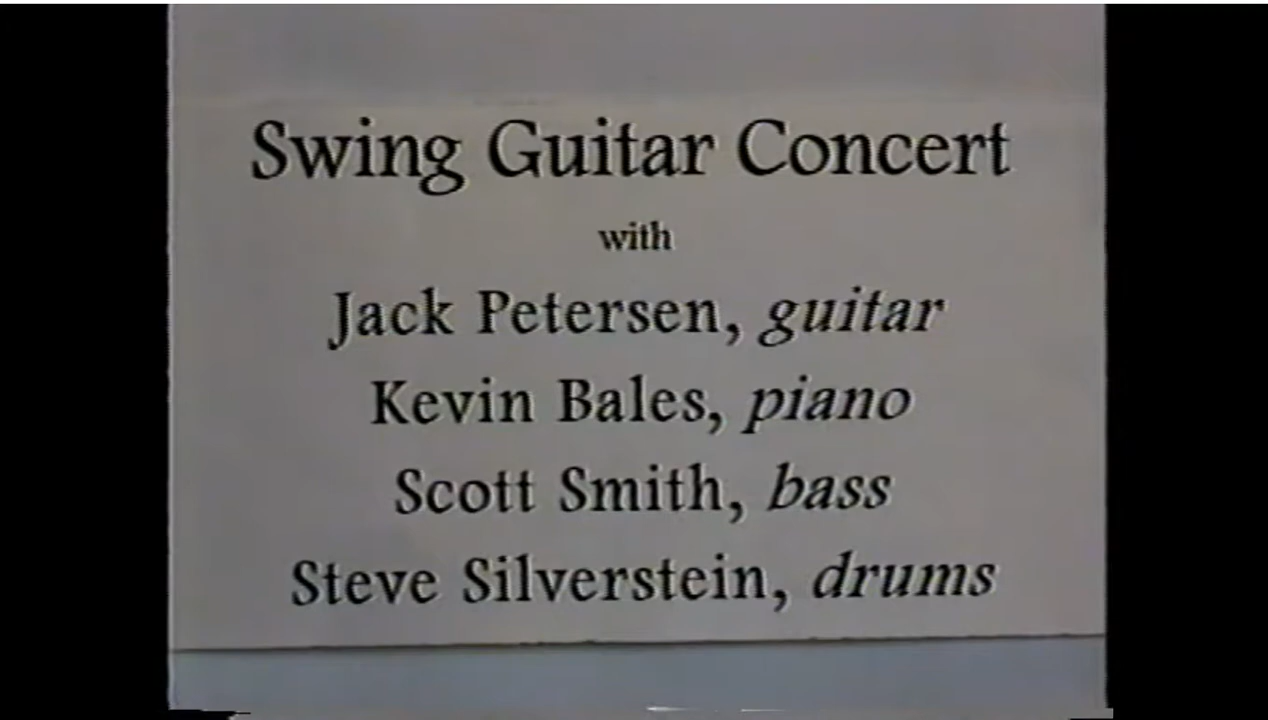 Swing Guitar Concert
with
Jack Petersen, guitar
Kevin Bales, piano
Scott Smith, bass
Steve Silverstein, drums